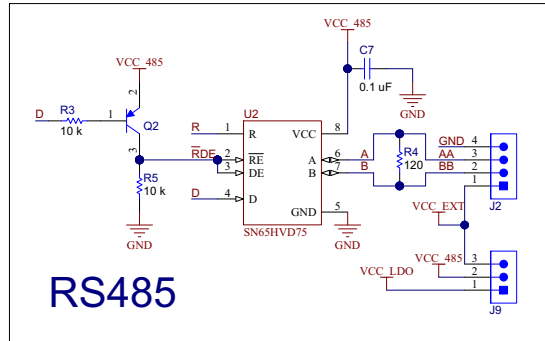 VCC_485
VCC_485
C7
0.1 uF
GND
D
R3
10 k
1
2
Q2
3
R5
10 k
GND
U2
R
1
R
VCC
8
RDE
2
RE
3
DE
D
4
D
A
6
A
B
7
B
GND
5
GND
SN65HVD75
R4
120
GND
4
AA
3
BB
2
1
J2
VCC_EXT
VCC_485
VCC_LDO
3
2
1
J9
RS485